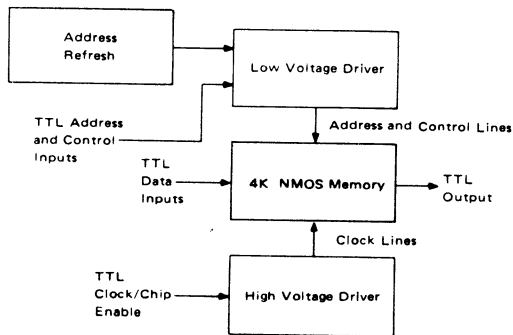 Address
Refresh
Low Voltage Driver
TTL Address
and Control
Inputs
Address and Control Lines
TTL
Data
Inputs
4K NMOS Memory
TTL
Output
Clock Lines
TTL
Clock/Chip
Enable
High Voltage Driver